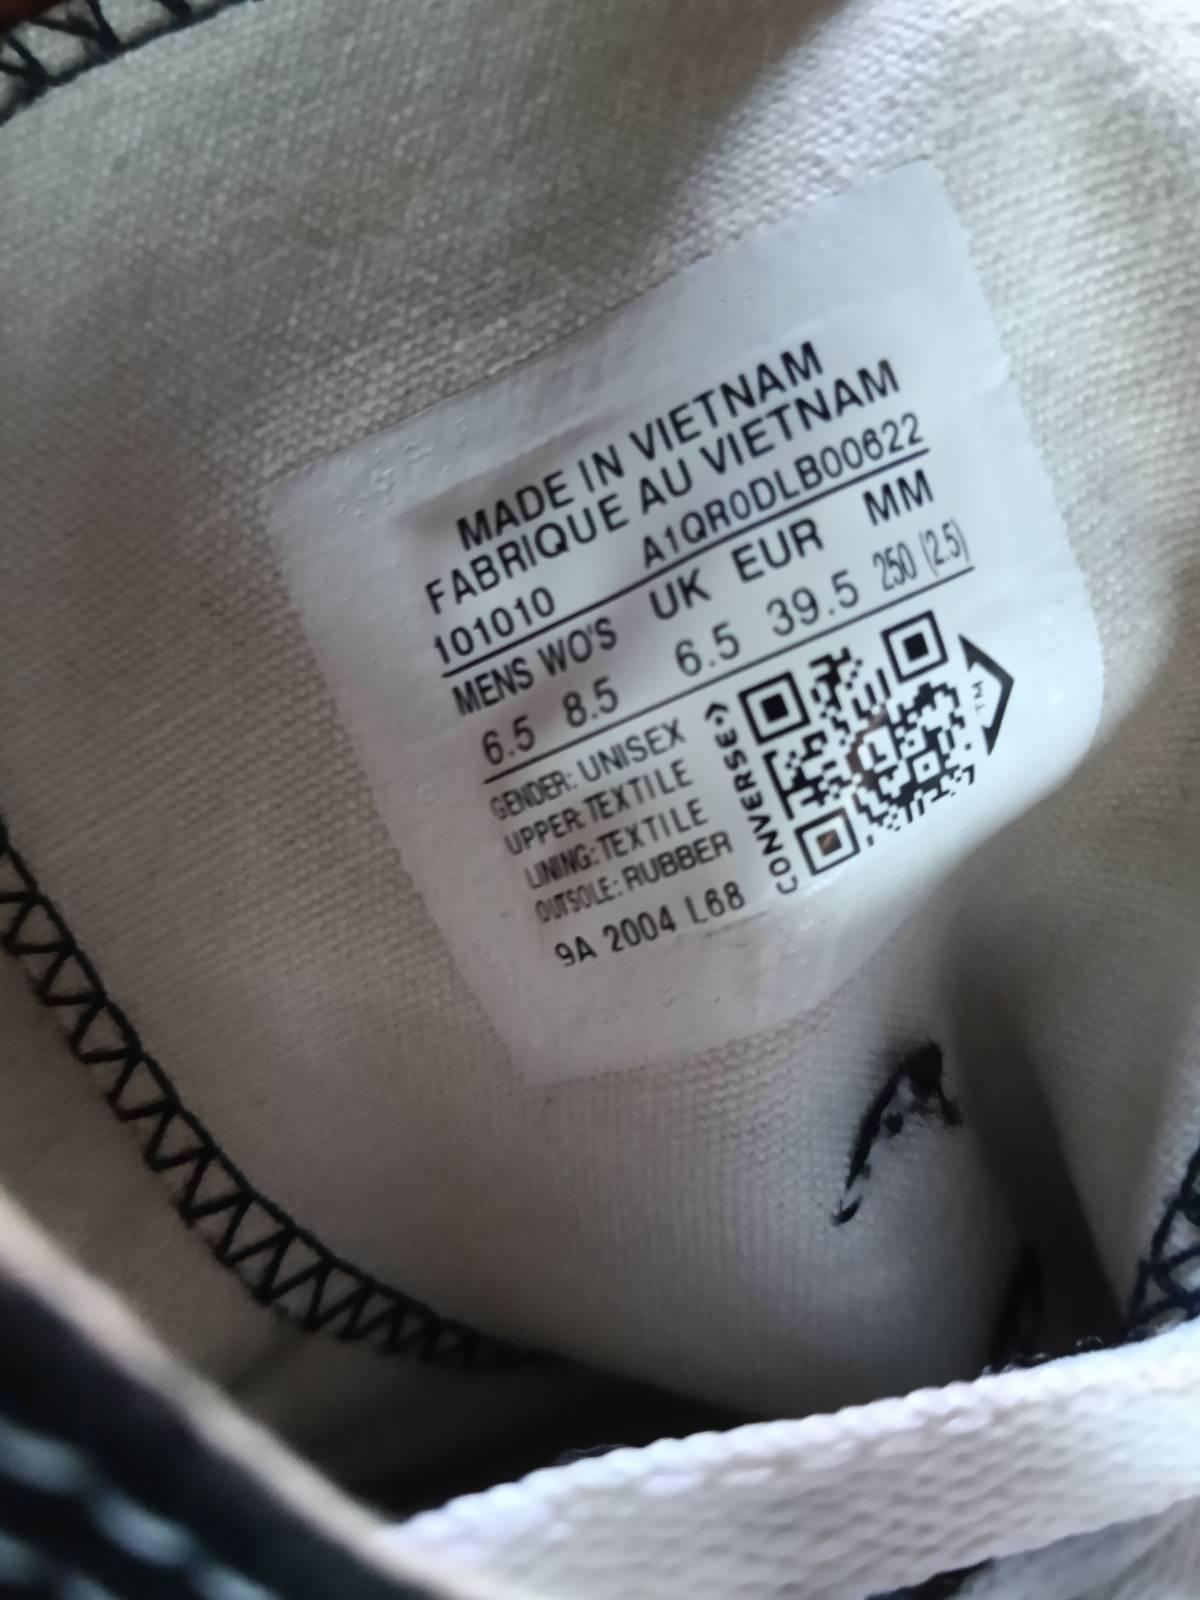 MADE IN VIETNAM
FABRIQUE AU VIETNAM
101010 A1QR0DLB00622
MENS WO'S UK EUR MM
6.5 8.5 6.5 39.5 250 (2.5)
GENDER: UNISEX
UPPER: TEXTILE
LINING: TEXTILE
OUTSOLE: RUBBER
9A 2004 L68
CONVERSE
TM